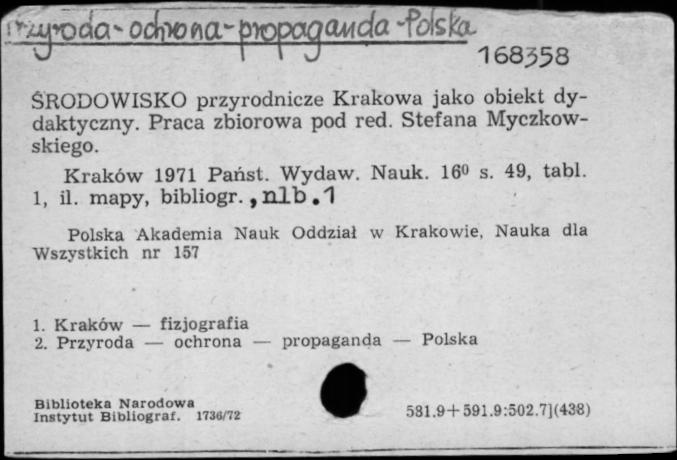 Przyroda-ochrona-propaganda-Polska
168358
ŚRODOWISKO przyrodnicze Krakowa jako obiekt dy-
daktyczny. Praca zbiorowa pod red. Stefana Myczkow-
skiego.
Kraków 1971 Państ. Wydaw. Nauk. 16⁰ s. 49, tabl.
1, il. mapy, bibliogr., nlb.1
Polska Akademia Nauk Oddział w Krakowie, Nauka dla
Wszystkich nr 157
1. Kraków — fizjografia
2. Przyroda — ochrona — propaganda — Polska
Biblioteka Narodowa
Instytut Bibliograf. 1736/72
581.9+591.9:502.7](438)